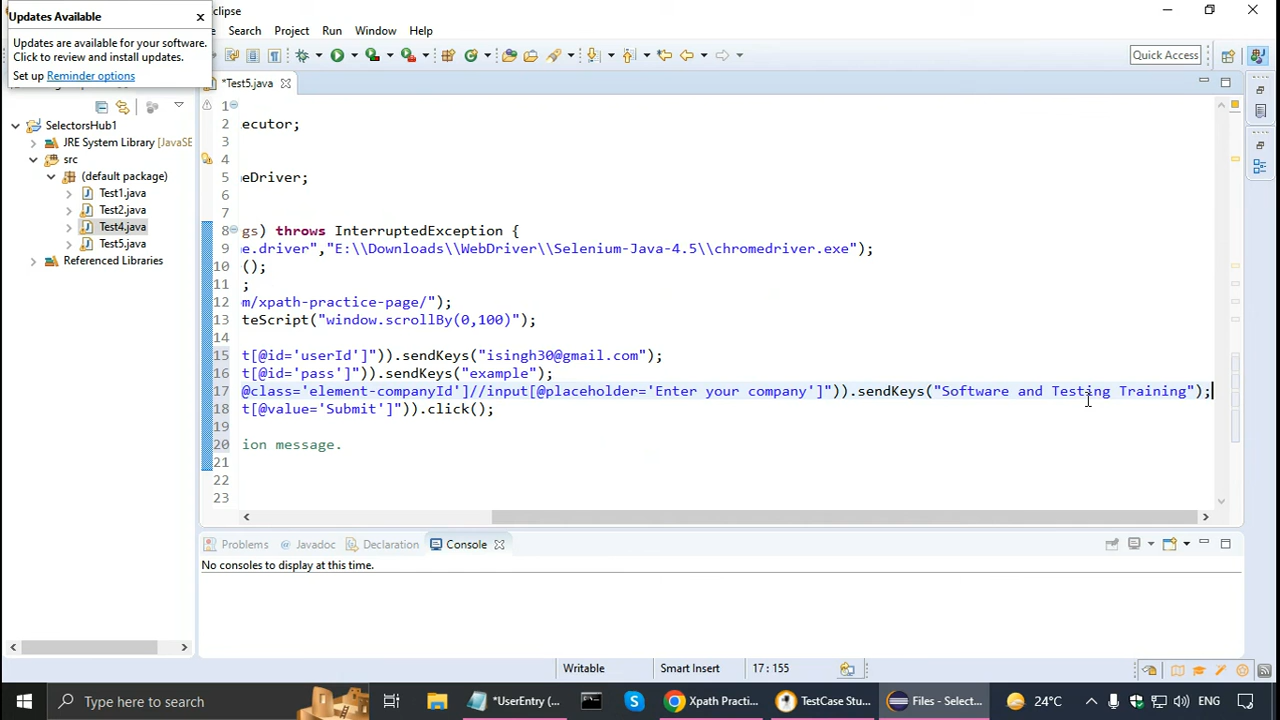 Updates Available
clipse
Updates are available for your software.
Click to review and install updates.
Set up Reminder options
Search Project Run Window Help
Quick Access
*Test5.java
SelectorsHub1
JRE System Library [JavaSE
src
(default package)
Test1.java
Test2.java
Test4.java
Test5.java
Referenced Libraries
1
2 ecutor;
3
4
5 eDriver;
6
7
8 gs) throws InterruptedException {
9 e.driver","E:\\Downloads\\WebDriver\\Selenium-Java-4.5\\chromedriver.exe");
10 ();
11 ;
12 m/xpath-practice-page/");
13 teScript("window.scrollBy(0,100)");
14
15 t[@id='userId']")).sendKeys("isingh30@gmail.com");
16 t[@id='pass']")).sendKeys("example");
17 @class='element-companyId']//input[@placeholder='Enter your company']")).sendKeys("Software and Testing Training");
18 t[@value='Submit']")).click();
19
20 ion message.
21
22
23
Problems Javadoc Declaration Console
No consoles to display at this time.
Writable Smart Insert 17 : 155
Type here to search
*UserEntry (...
Xpath Practi...
TestCase Stu...
Files - Select...
24°C
ENG